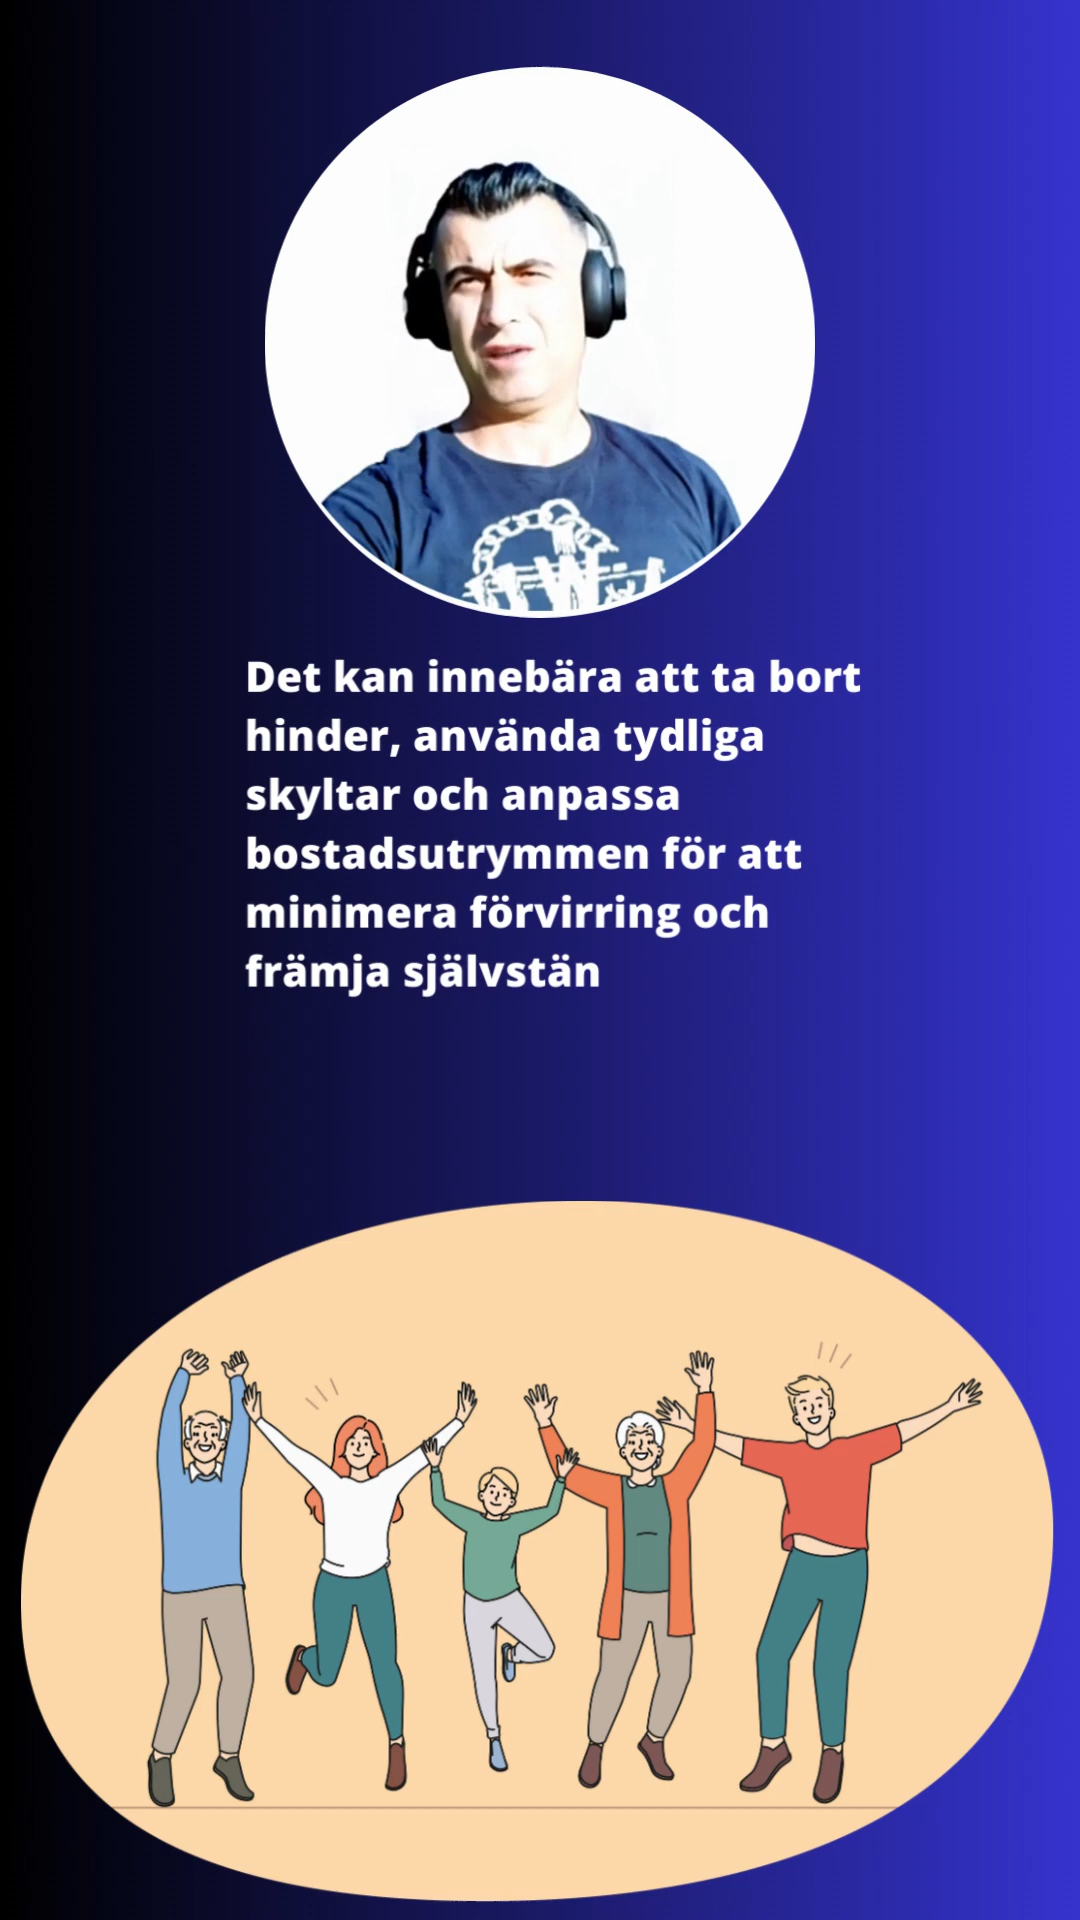 Det kan innebära att ta bort
hinder, använda tydliga
skyltar och anpassa
bostadsutrymmen för att
minimera förvirring och
främja självstän